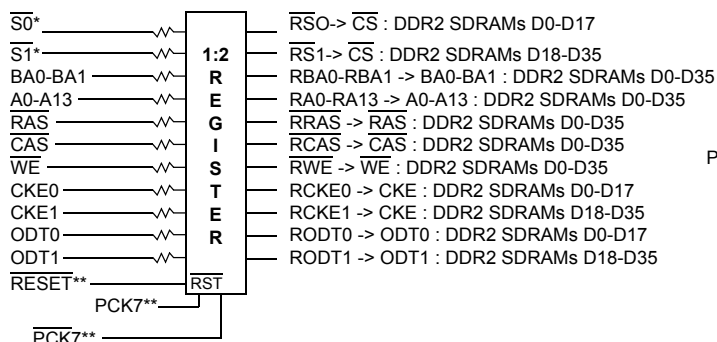 S0* RSO-> CS : DDR2 SDRAMs D0-D17
S1* 1:2 RS1-> CS : DDR2 SDRAMs D18-D35
BA0-BA1 R RBA0-RBA1 -> BA0-BA1 : DDR2 SDRAMs D0-D35
A0-A13 E RA0-RA13 -> A0-A13 : DDR2 SDRAMs D0-D35
RAS G RRAS -> RAS : DDR2 SDRAMs D0-D35
CAS I RCAS -> CAS : DDR2 SDRAMs D0-D35
WE S RWE -> WE : DDR2 SDRAMs D0-D35
CKE0 T RCKE0 -> CKE : DDR2 SDRAMs D0-D17
CKE1 E RCKE1 -> CKE : DDR2 SDRAMs D18-D35
ODT0 R RODT0 -> ODT0 : DDR2 SDRAMs D0-D17
ODT1 RODT1 -> ODT1 : DDR2 SDRAMs D18-D35
RESET** RST
PCK7**
PCK7**
P